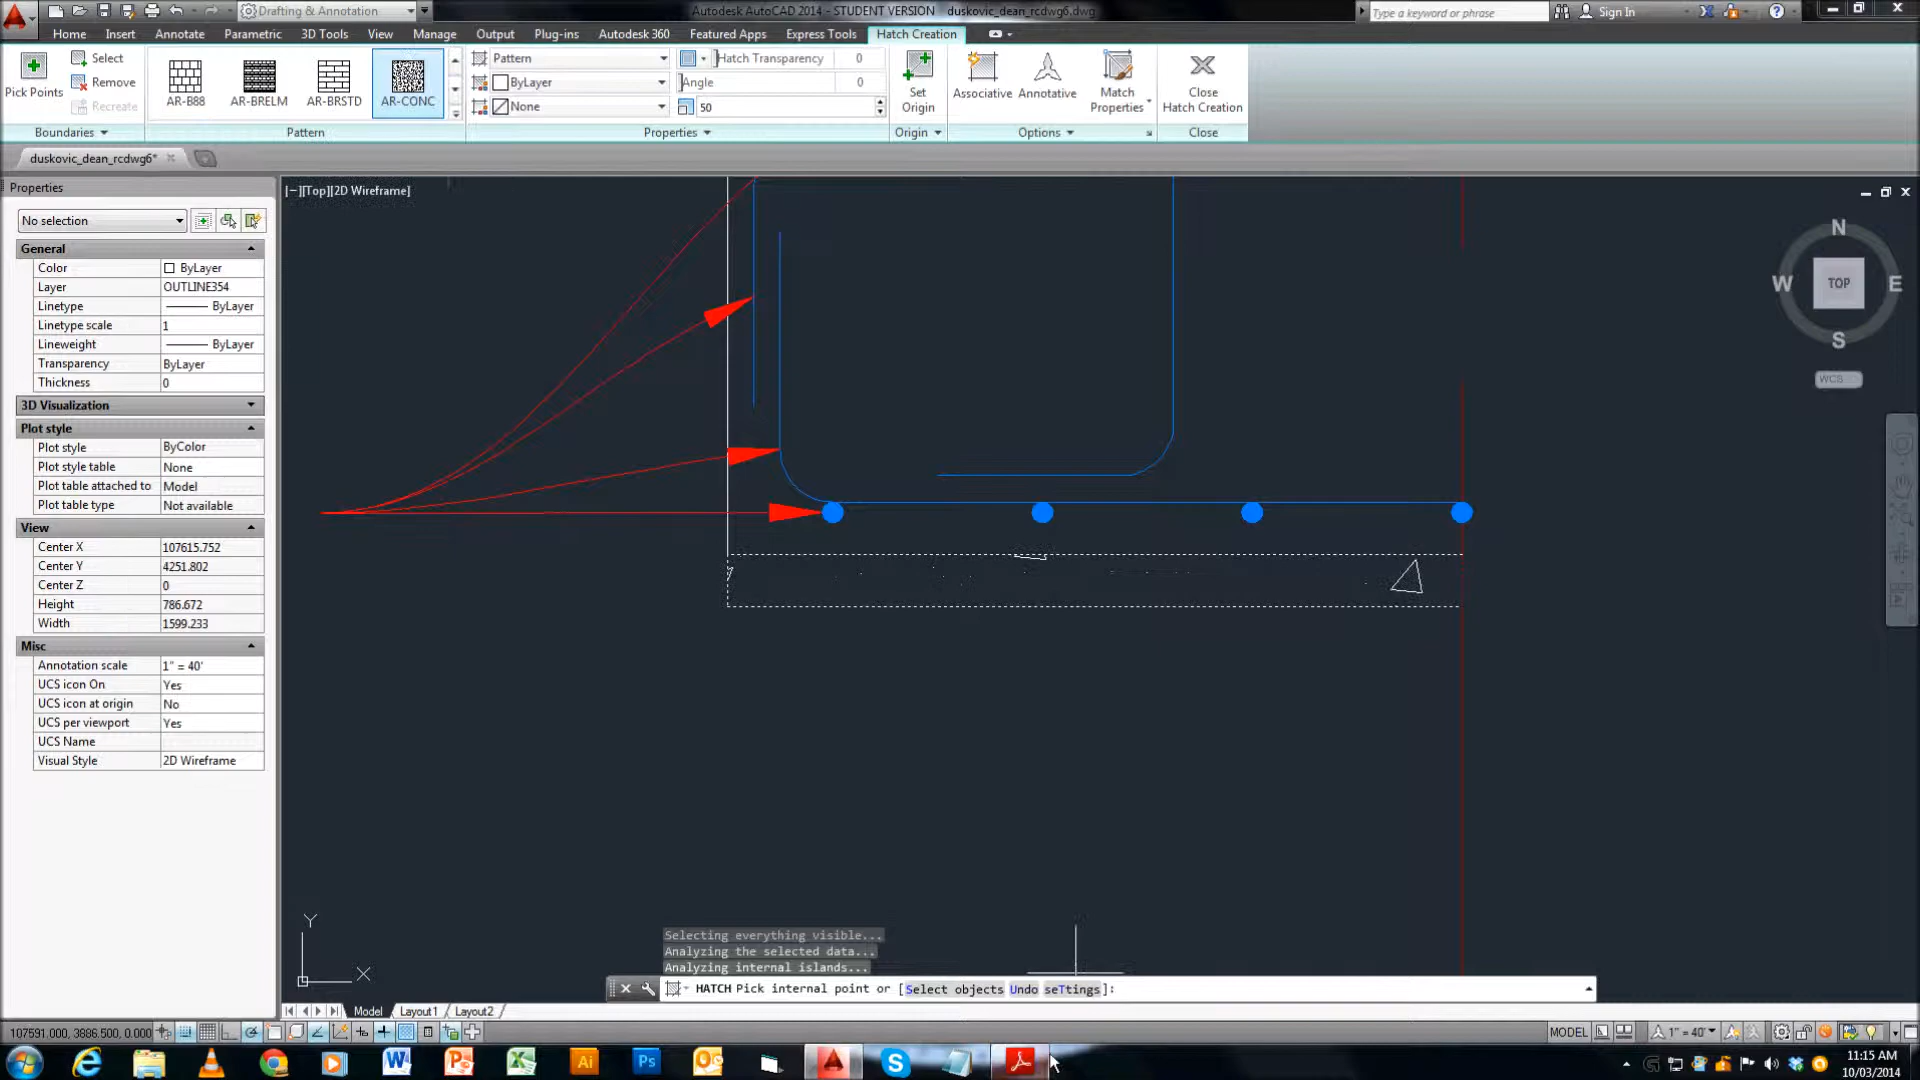 Drafting & Annotation
Autodesk AutoCAD 2014 - STUDENT VERSION duskovic_dean_rcdwg6.dwg
Type a keyword or phrase
Sign In
Home Insert Annotate Parametric 3D Tools View Manage Output Plug-ins Autodesk 360 Featured Apps Express Tools Hatch Creation
Pick Points
Select
Remove
Recreate
AR-B88
AR-BRELM
AR-BRSTD
AR-CONC
Pattern
ByLayer
None
Hatch Transparency 0
Angle 0
50
Set
Origin
Associative
Annotative
Match
Properties
Close
Hatch Creation
Boundaries
Pattern
Properties
Origin
Options
Close
duskovic_dean_rcdwg6*
Properties
[−][Top][2D Wireframe]
No selection
General
Color ByLayer
Layer OUTLINE354
Linetype ByLayer
Linetype scale 1
Lineweight ByLayer
Transparency ByLayer
Thickness 0
3D Visualization
Plot style
Plot style ByColor
Plot style table None
Plot table attached to Model
Plot table type Not available
View
Center X 107615.752
Center Y 4251.802
Center Z 0
Height 786.672
Width 1599.233
Misc
Annotation scale 1" = 40'
UCS icon On Yes
UCS icon at origin No
UCS per viewport Yes
UCS Name
Visual Style 2D Wireframe
N
W TOP E
S
WCS
Y
X
Selecting everything visible...
Analyzing the selected data...
Analyzing internal islands...
HATCH Pick internal point or [Select objects Undo seTtings]:
Model Layout1 Layout2
107591.000, 3886.500, 0.000
MODEL
1" = 40'
W
P
X
Ai
Ps
O
S
11:15 AM
10/03/2014